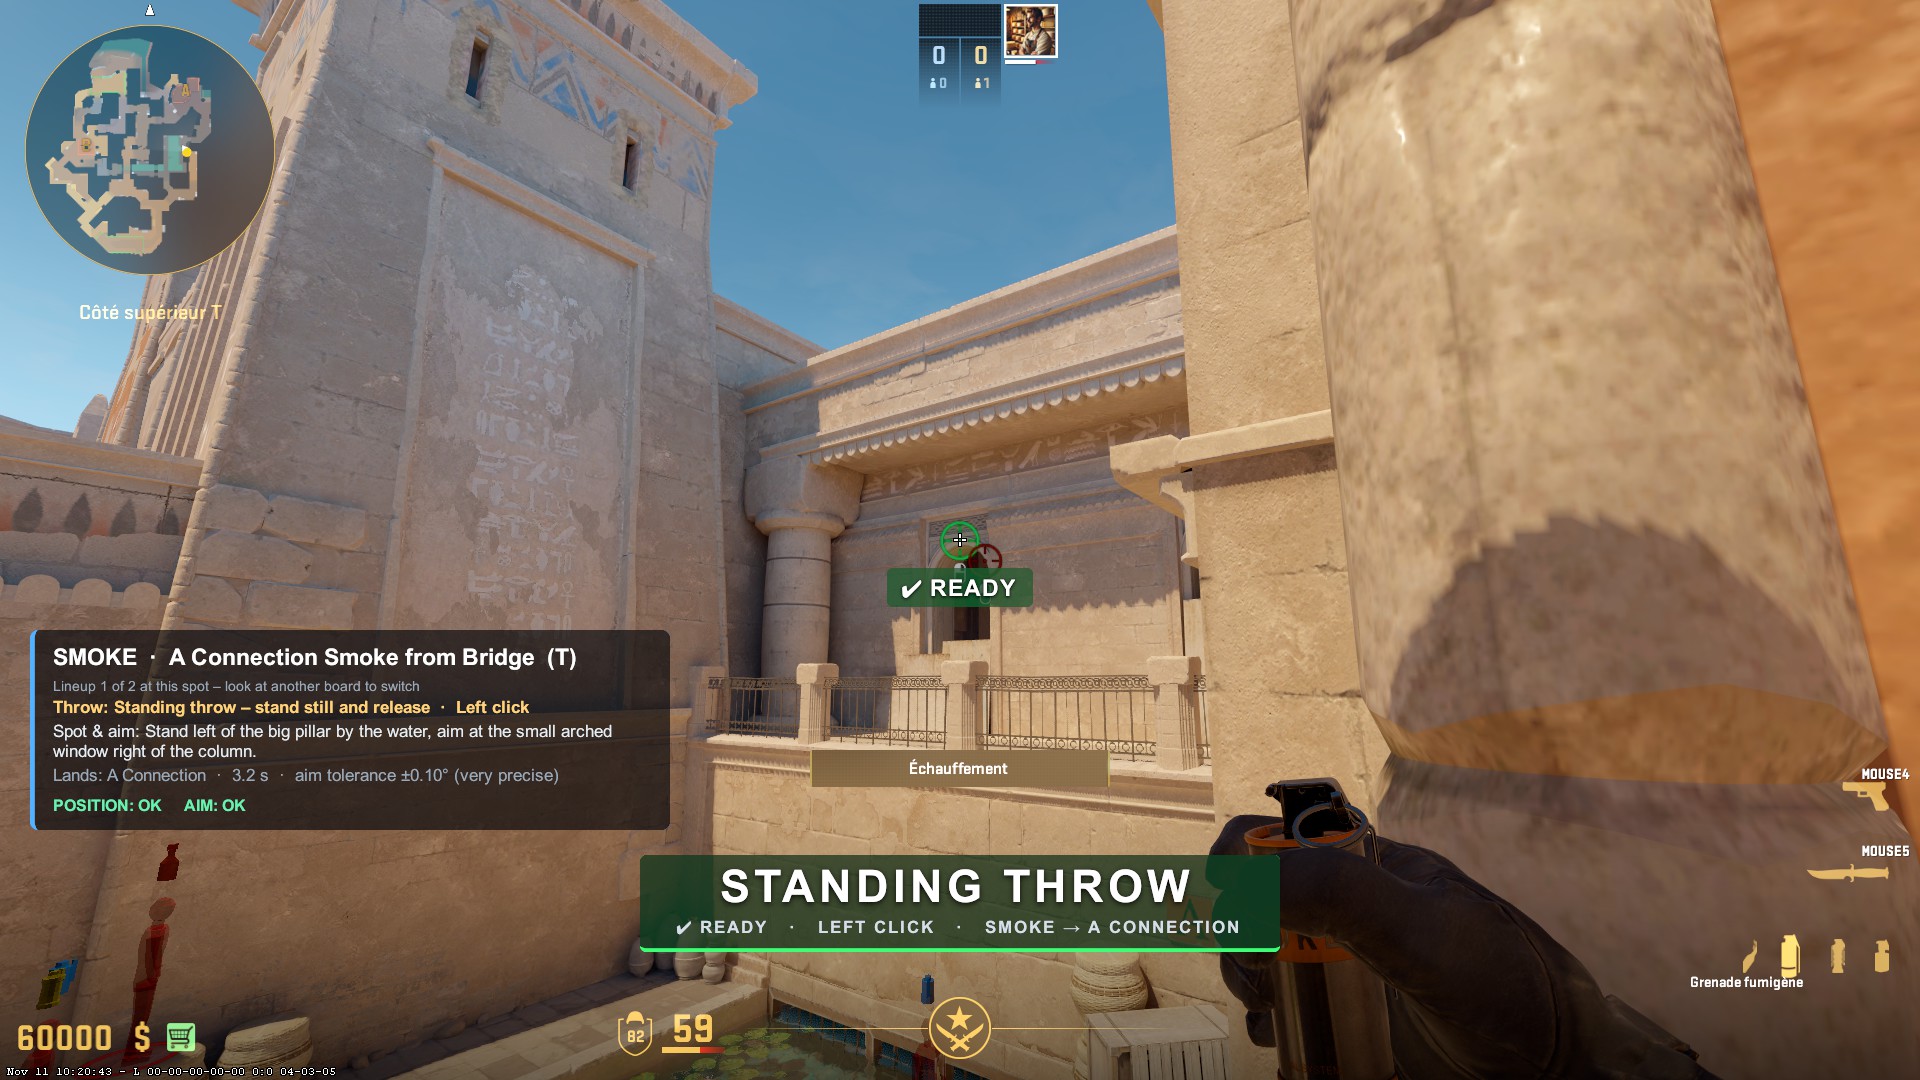 A
0 0
0 1
Côté supérieur T
✔ READY
SMOKE · A Connection Smoke from Bridge (T)
Lineup 1 of 2 at this spot – look at another board to switch
Throw: Standing throw – stand still and release · Left click
Spot & aim: Stand left of the big pillar by the water, aim at the small arched
window right of the column.
Lands: A Connection · 3.2 s · aim tolerance ±0.10° (very precise)
POSITION: OK AIM: OK
Échauffement
MOUSE4
MOUSE5
STANDING THROW
✔ READY · LEFT CLICK · SMOKE → A CONNECTION
Grenade fumigène
60000 $
82
59
Nov 11 10:20:43 - L 00-00-00-00-00 0:0 04-03-05